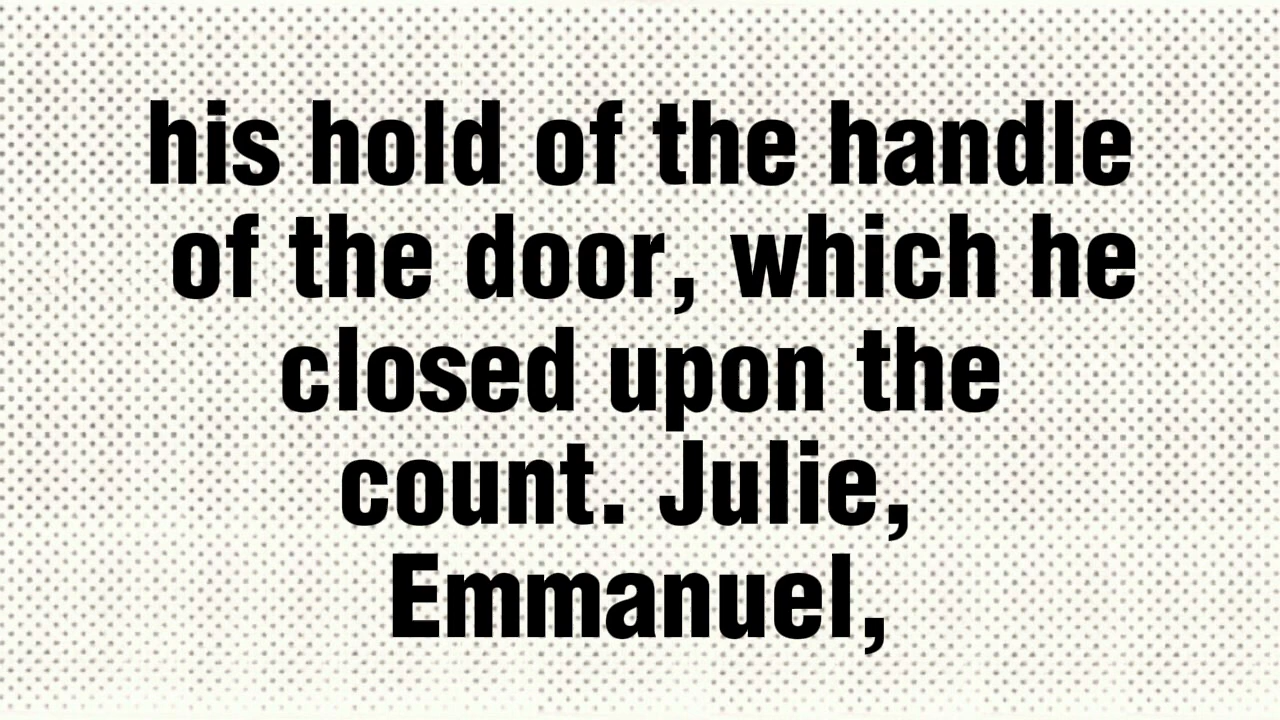 his hold of the handle
of the door, which he
closed upon the
count. Julie,
Emmanuel,